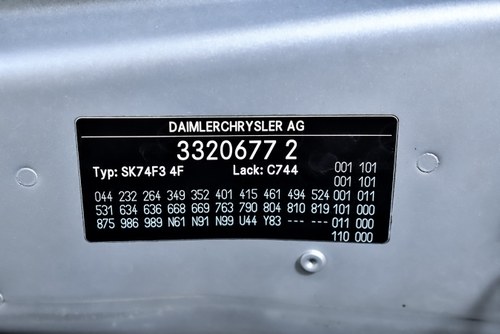 DAIMLERCHRYSLER AG
3320677 2
Typ: SK74F3 4F Lack: C744 001 101
001 101
044 232 264 349 352 401 415 461 494 524 001 011
531 634 636 668 669 763 790 804 810 819 101 000
875 986 989 N61 N91 N99 U44 Y83 --- --- 011 000
110 000